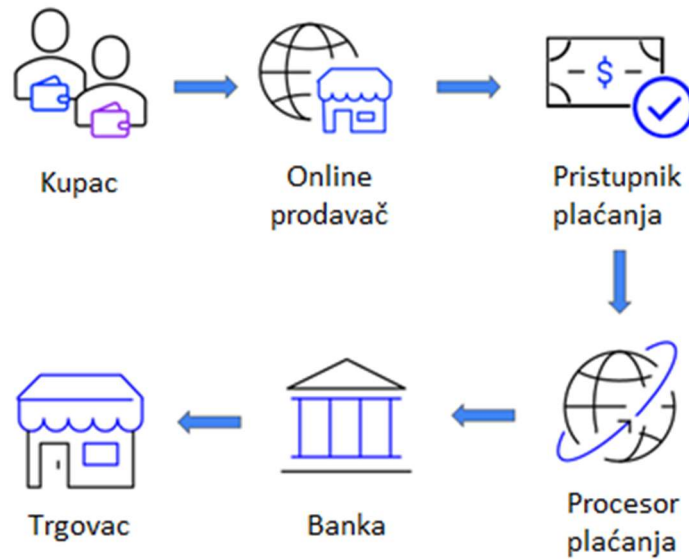 Kupac
Online
prodavač
$
Pristupnik
plaćanja
Trgovac
Banka
Procesor
plaćanja